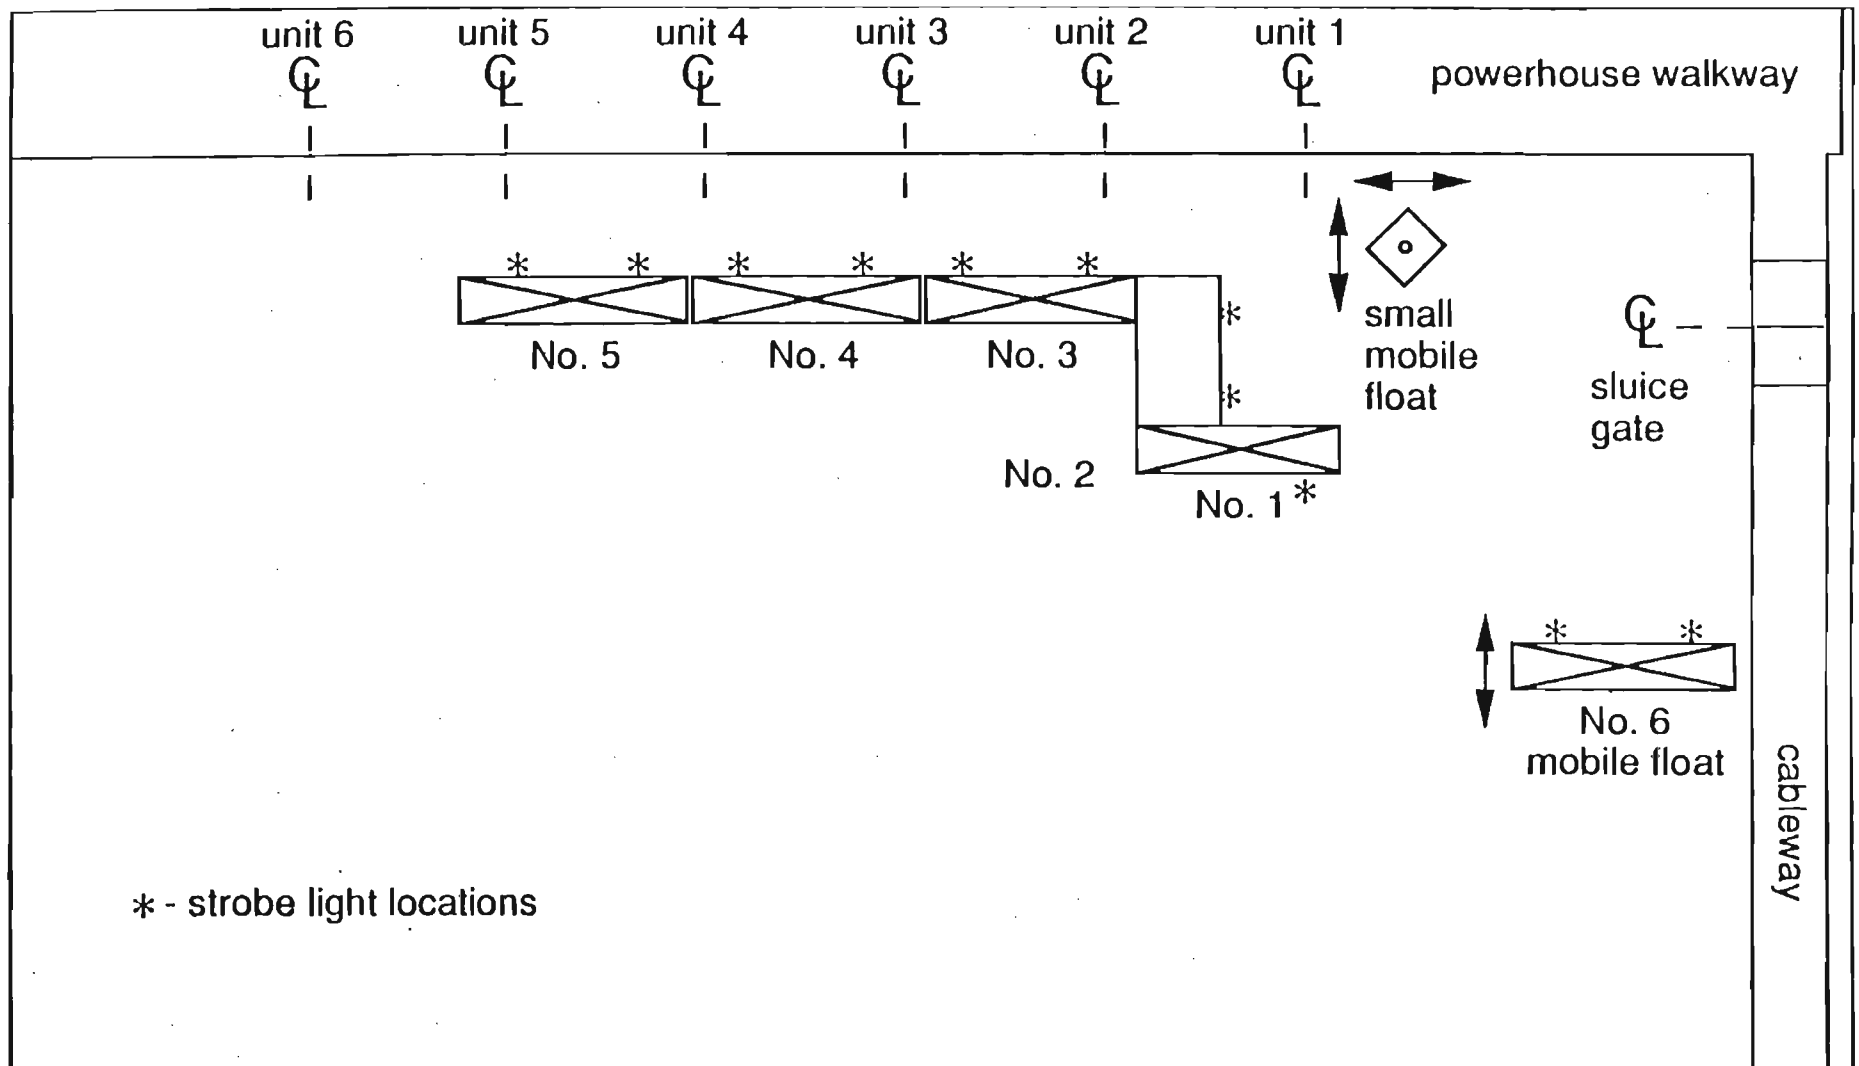 unit 6 unit 5 unit 4 unit 3 unit 2 unit 1
℄ ℄ ℄ ℄ ℄ ℄
powerhouse walkway
small
mobile
float
℄
sluice
gate
No. 5 No. 4 No. 3
No. 2
No. 1 *
No. 6
mobile float
cableway
* - strobe light locations